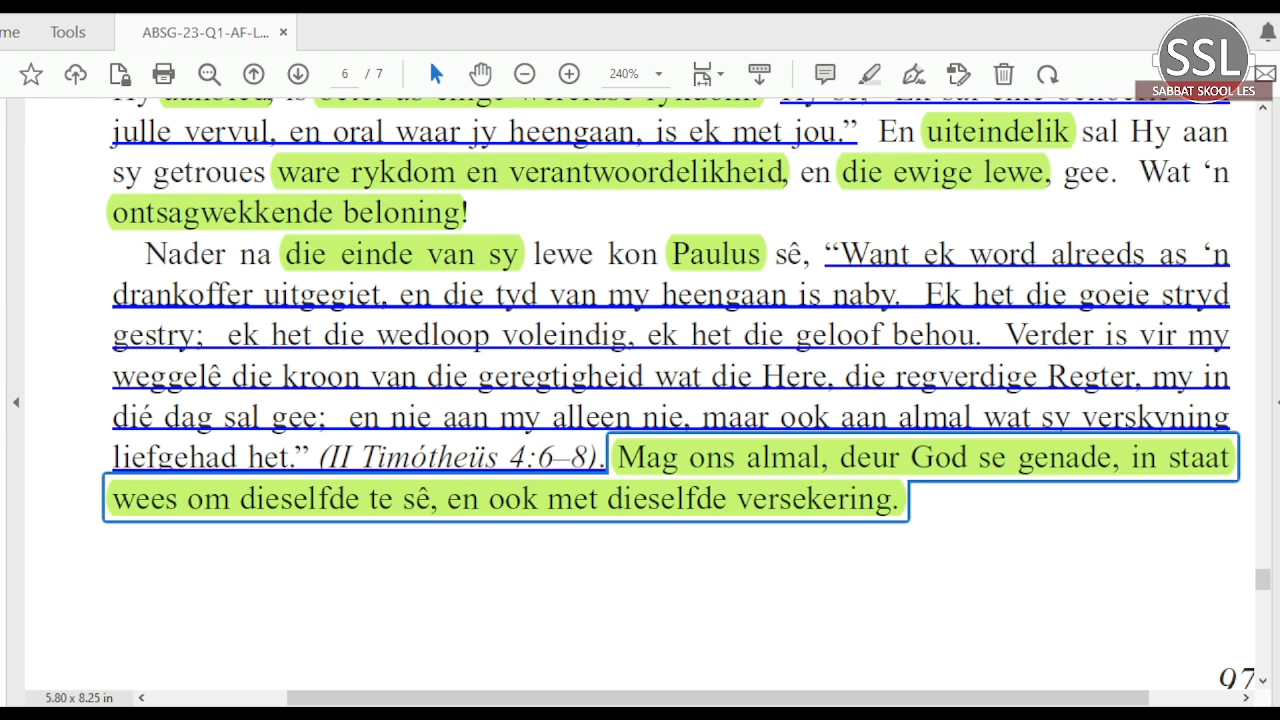 me Tools ABSG-23-Q1-AF-L... ×
6 / 7 240%
SSL
SABBAT SKOOL LES
julle vervul, en oral waar jy heengaan, is ek met jou.” En uiteindelik sal Hy aan
sy getroues ware rykdom en verantwoordelikheid, en die ewige lewe, gee. Wat ‘n
ontsagwekkende beloning!
Nader na die einde van sy lewe kon Paulus sê, “Want ek word alreeds as ‘n
drankoffer uitgegiet, en die tyd van my heengaan is naby. Ek het die goeie stryd
gestry; ek het die wedloop voleindig, ek het die geloof behou. Verder is vir my
weggelê die kroon van die geregtigheid wat die Here, die regverdige Regter, my in
dié dag sal gee; en nie aan my alleen nie, maar ook aan almal wat sy verskyning
liefgehad het.” (II Timótheüs 4:6–8). Mag ons almal, deur God se genade, in staat
wees om dieselfde te sê, en ook met dieselfde versekering.
97
5.80 x 8.25 in